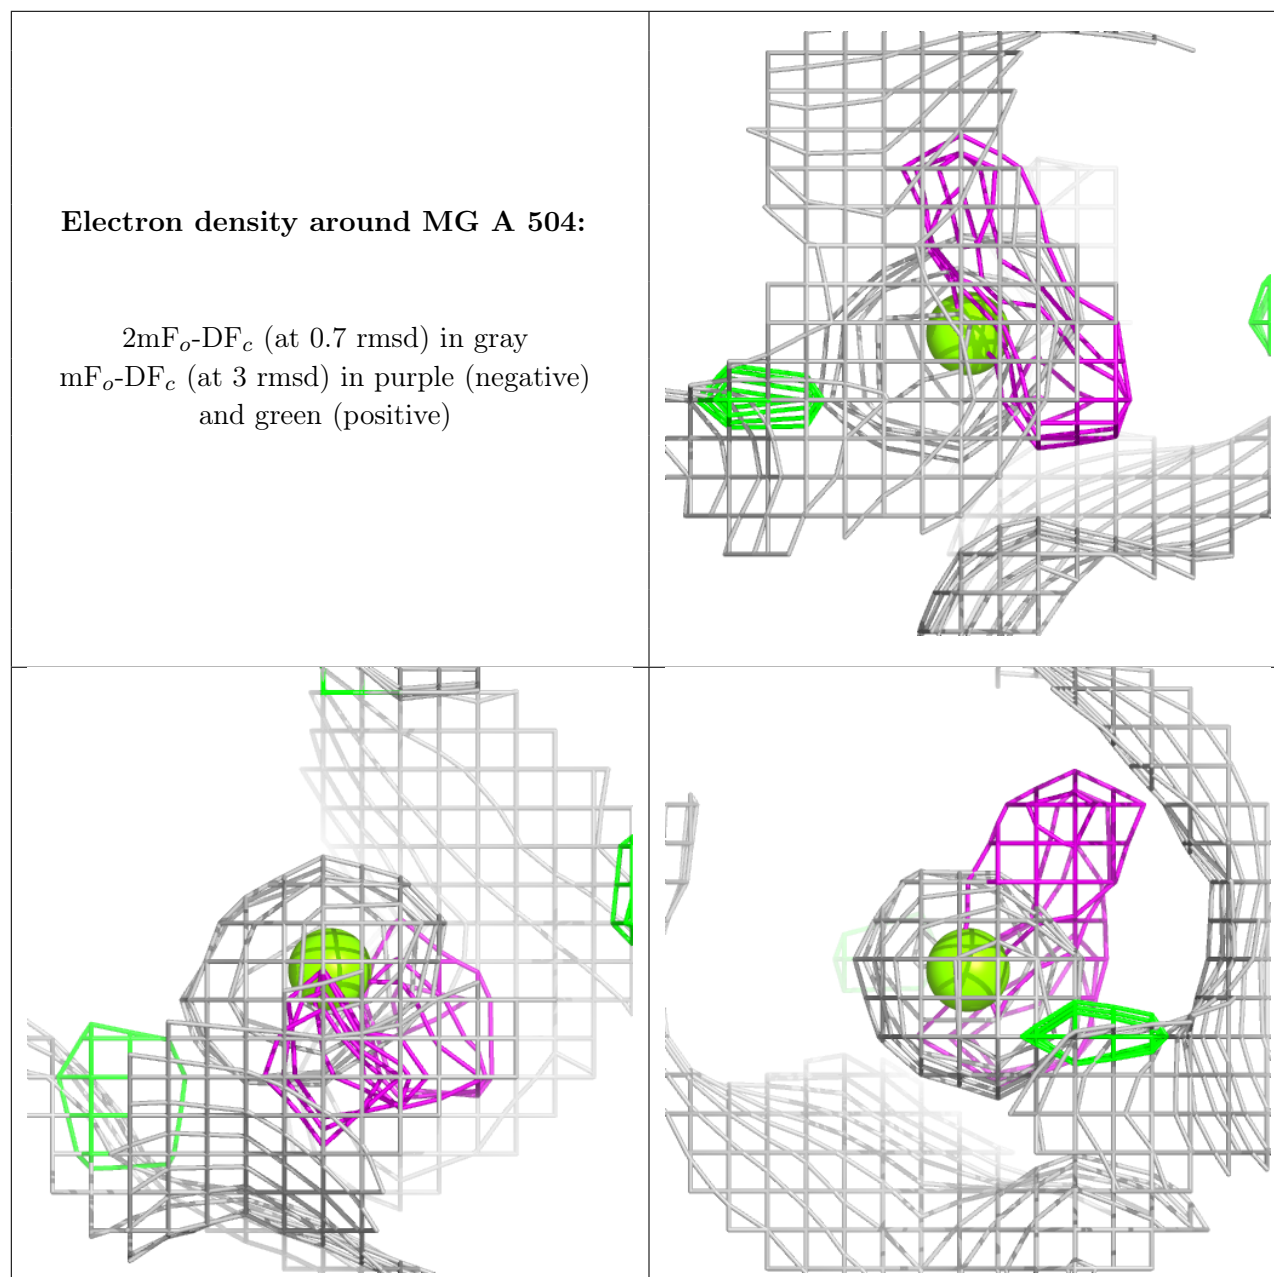 Electron density around MG A 504:
2mFo-DFc (at 0.7 rmsd) in gray
mFo-DFc (at 3 rmsd) in purple (negative)
and green (positive)